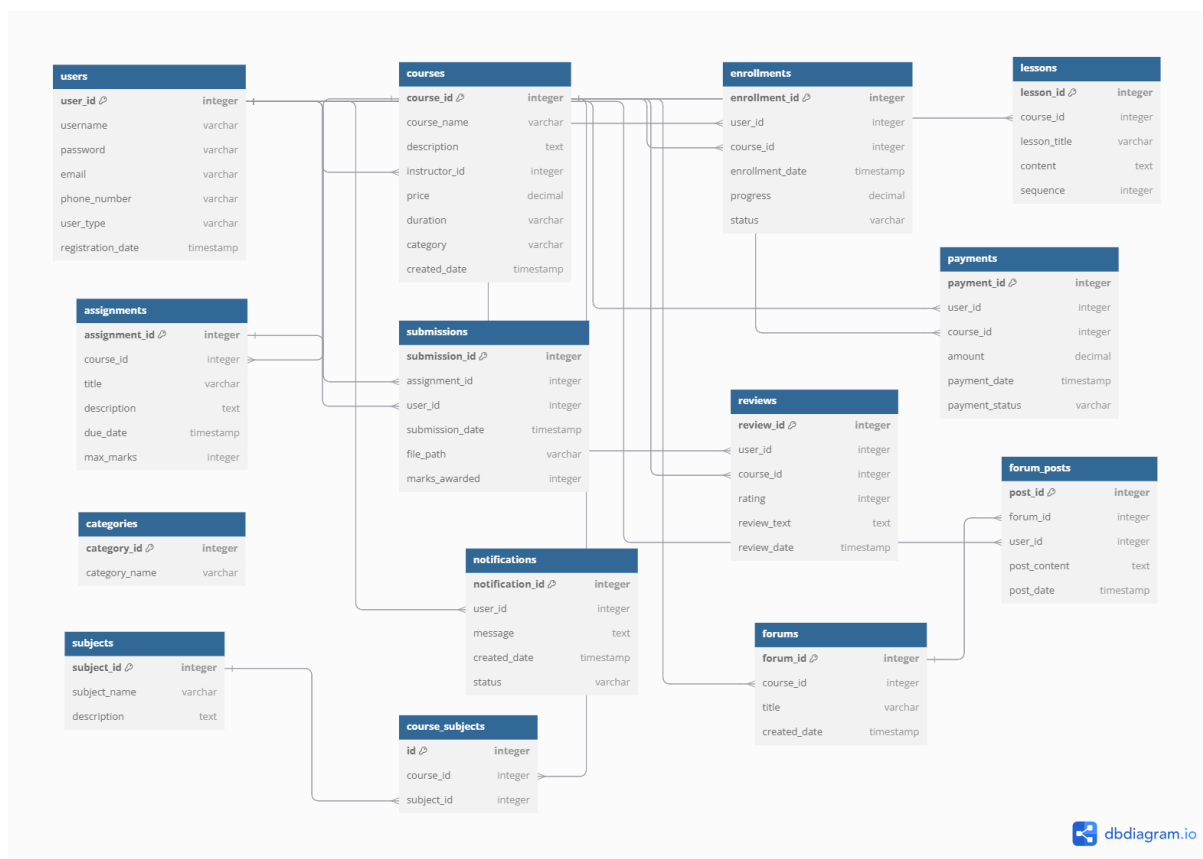 users
user_id integer
username varchar
password varchar
email varchar
phone_number varchar
user_type varchar
registration_date timestamp
courses
course_id integer
course_name varchar
description text
instructor_id integer
price decimal
duration varchar
category varchar
created_date timestamp
enrollments
enrollment_id integer
user_id integer
course_id integer
enrollment_date timestamp
progress decimal
status varchar
lessons
lesson_id integer
course_id integer
lesson_title varchar
content text
sequence integer
payments
payment_id integer
user_id integer
course_id integer
amount decimal
payment_date timestamp
payment_status varchar
assignments
assignment_id integer
course_id integer
title varchar
description text
due_date timestamp
max_marks integer
submissions
submission_id integer
assignment_id integer
user_id integer
submission_date timestamp
file_path varchar
marks_awarded integer
reviews
review_id integer
user_id integer
course_id integer
rating integer
review_text text
review_date timestamp
forum_posts
post_id integer
forum_id integer
user_id integer
post_content text
post_date timestamp
categories
category_id integer
category_name varchar
notifications
notification_id integer
user_id integer
message text
created_date timestamp
status varchar
subjects
subject_id integer
subject_name varchar
description text
forums
forum_id integer
course_id integer
title varchar
created_date timestamp
course_subjects
id integer
course_id integer
subject_id integer
dbdiagram.io